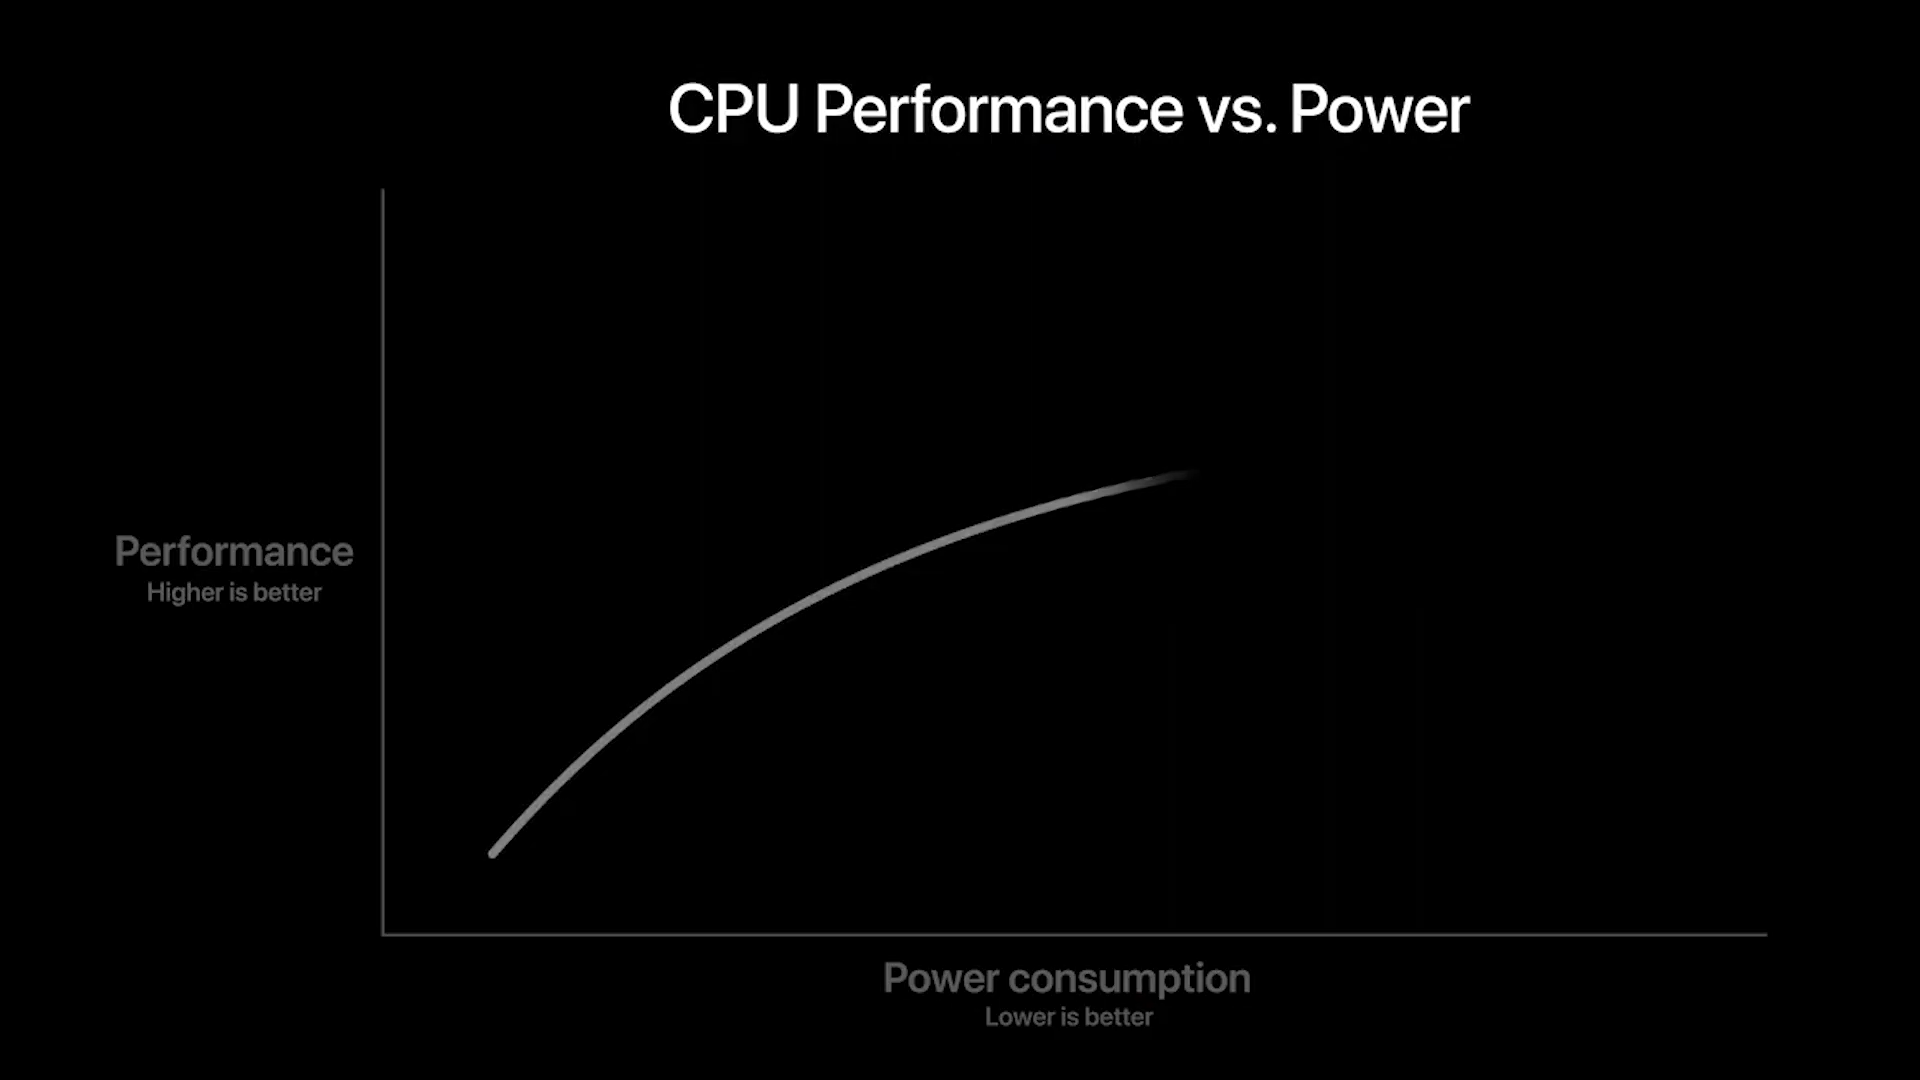 CPU Performance vs. Power
Performance
Higher is better
Power consumption
Lower is better